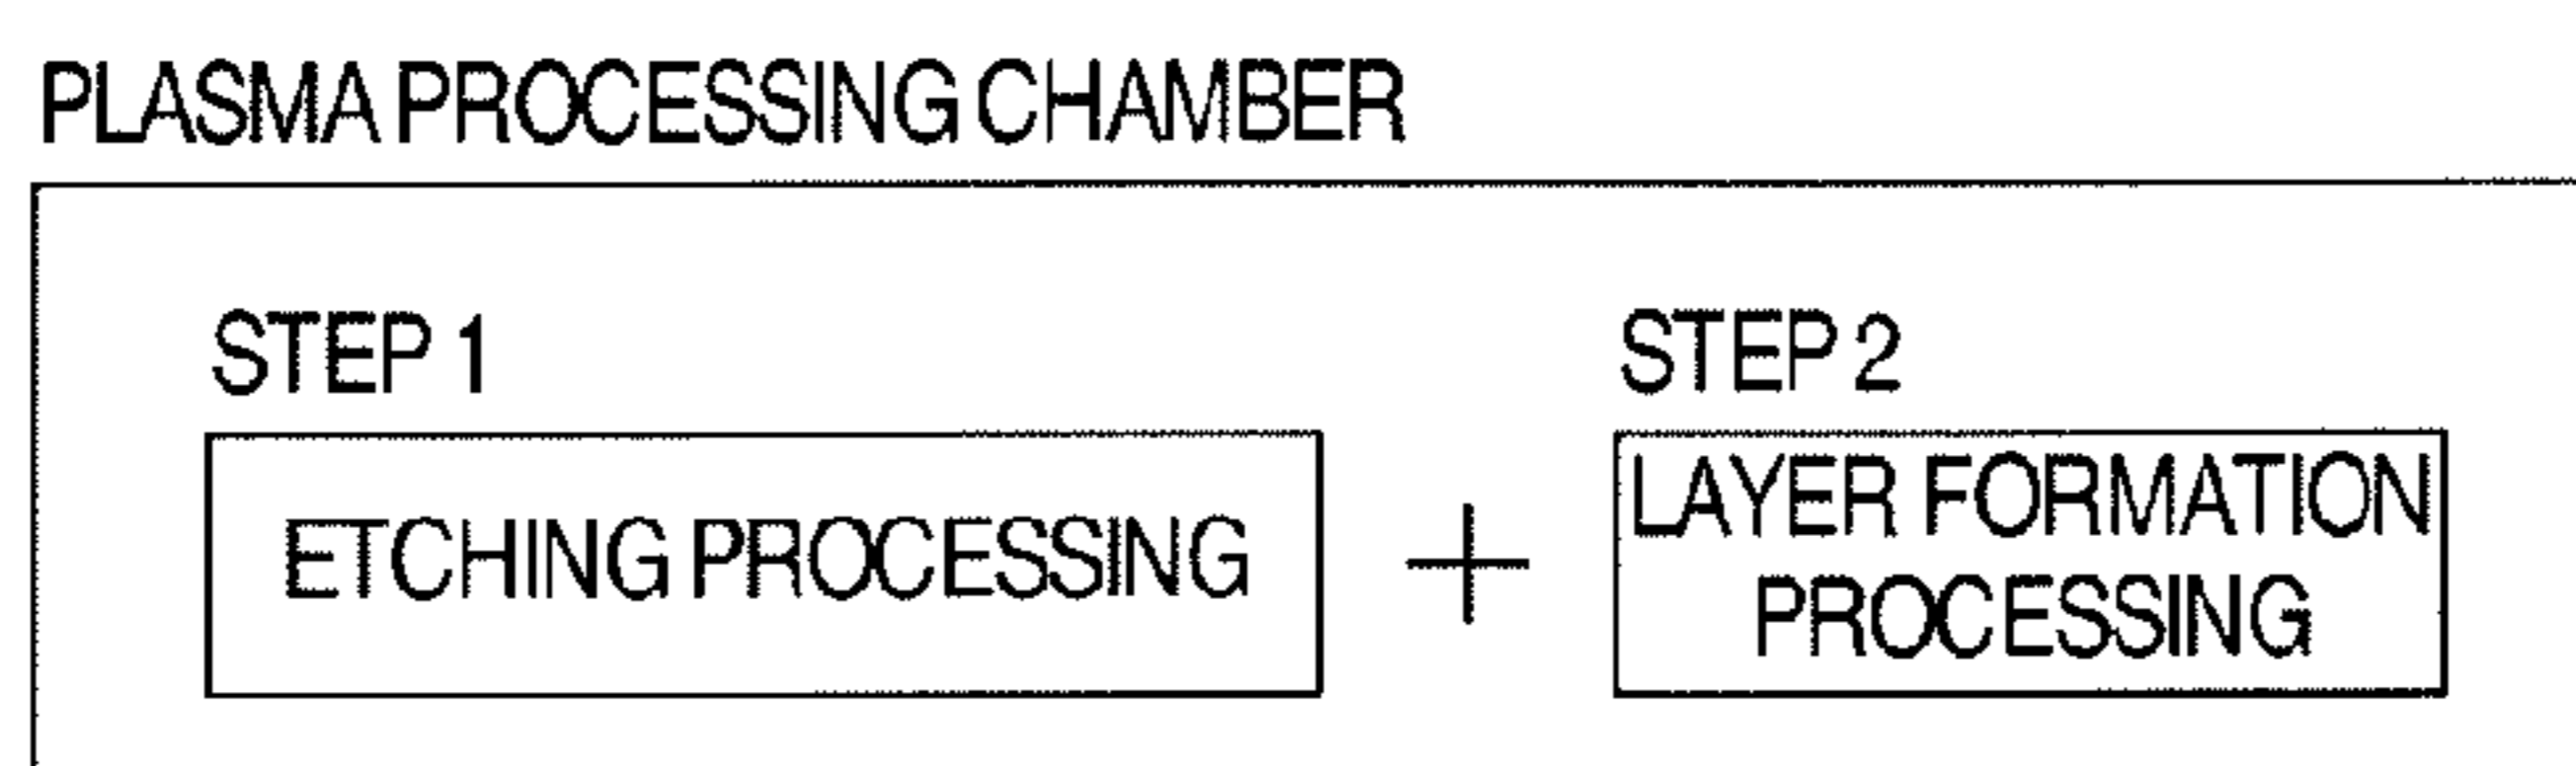 PLASMA PROCESSING CHAMBER
STEP 1
ETCHING PROCESSING
+
STEP 2
LAYER FORMATION
PROCESSING